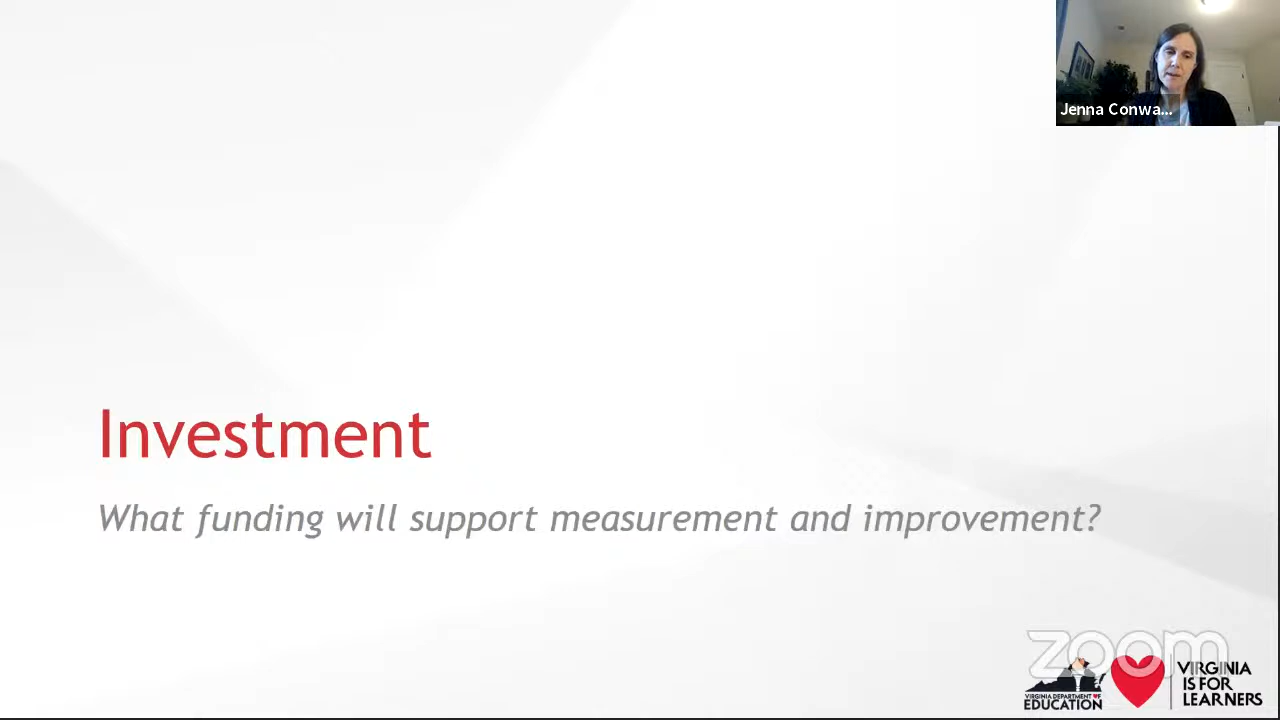 Jenna Conwa...
Investment
What funding will support measurement and improvement?
zoom
VIRGINIA DEPARTMENT OF
EDUCATION
VIRGINIA
IS FOR
LEARNERS